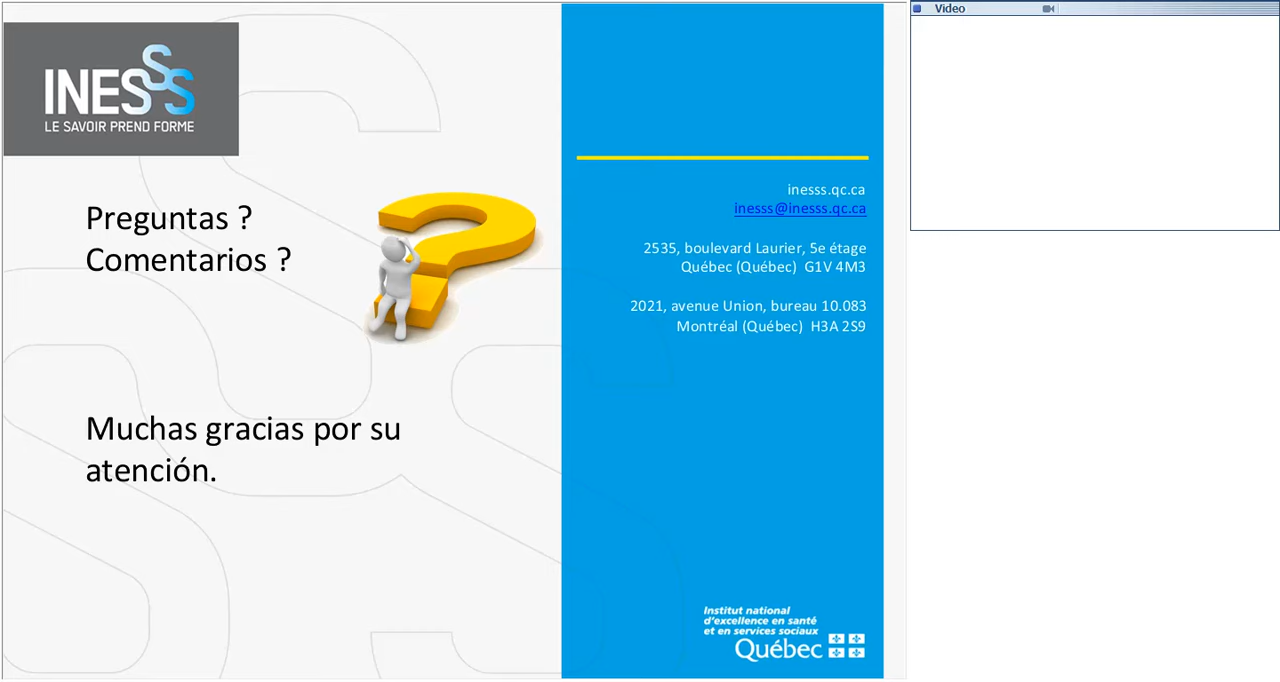 INESSS
LE SAVOIR PREND FORME
Preguntas ?
Comentarios ?
Muchas gracias por su
atención.
inesss.qc.ca
inesss@inesss.qc.ca
2535, boulevard Laurier, 5e étage
Québec (Québec) G1V 4M3
2021, avenue Union, bureau 10.083
Montréal (Québec) H3A 2S9
Institut national
d'excellence en santé
et en services sociaux
Québec
Video